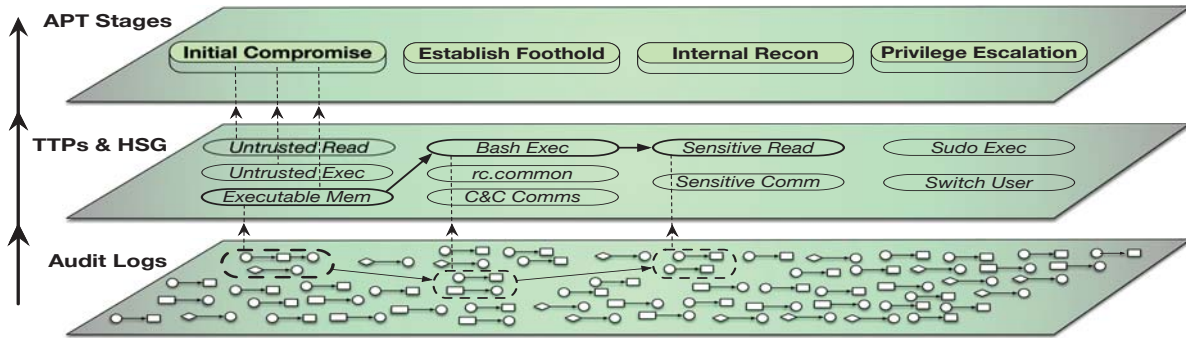 APT Stages
Initial Compromise
Establish Foothold
Internal Recon
Privilege Escalation
TTPs & HSG
Untrusted Read
Bash Exec
Sensitive Read
Sudo Exec
Untrusted Exec
rc.common
Sensitive Comm
Switch User
Executable Mem
C&C Comms
Audit Logs